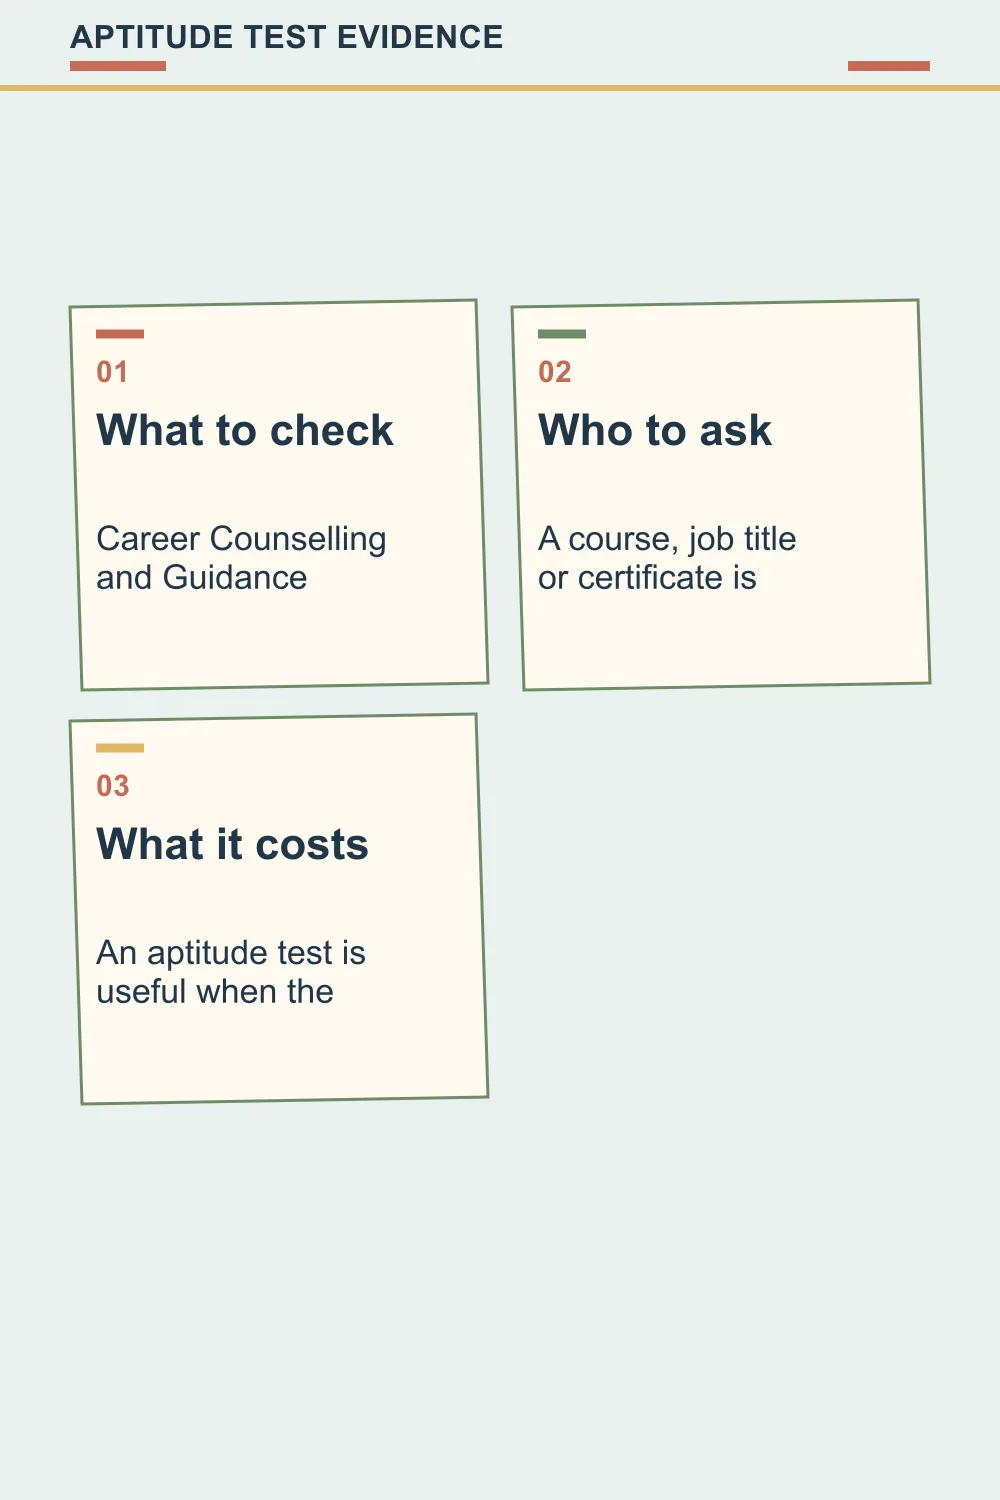 APTITUDE TEST EVIDENCE
01
What to check
Career Counselling
and Guidance
02
Who to ask
A course, job title
or certificate is
03
What it costs
An aptitude test is
useful when the